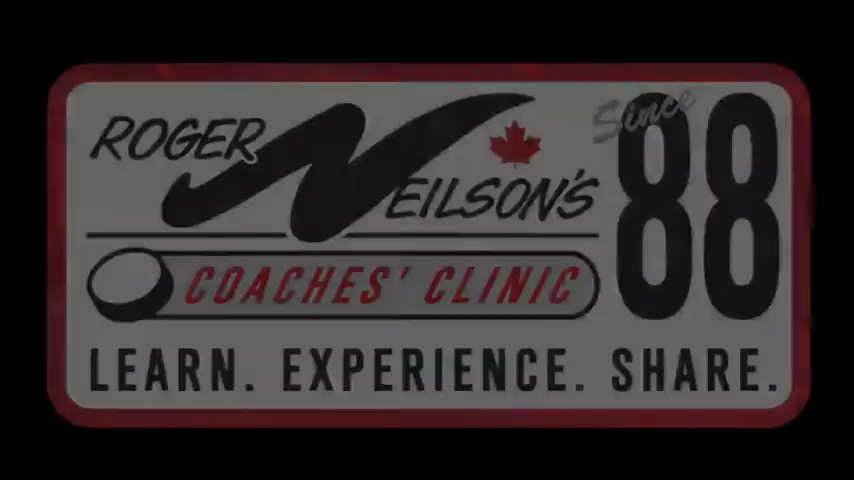 ROGER NEILSON'S
Since 88
COACHES' CLINIC
LEARN. EXPERIENCE. SHARE.